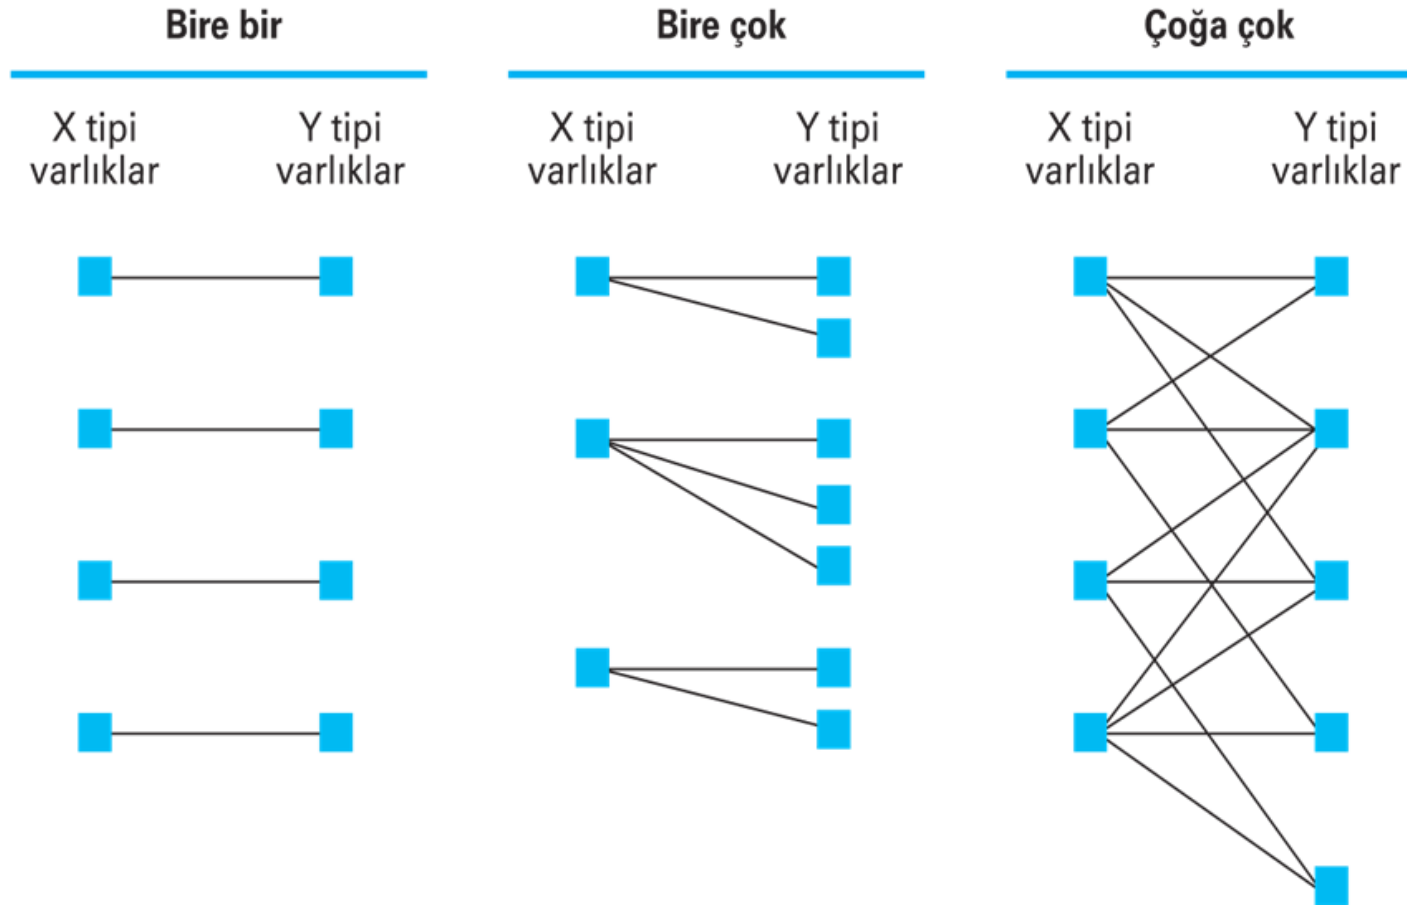 Bire bir
X tipi
varlıklar
Y tipi
varlıklar
Bire çok
X tipi
varlıklar
Y tipi
varlıklar
Çoğa çok
X tipi
varlıklar
Y tipi
varlıklar